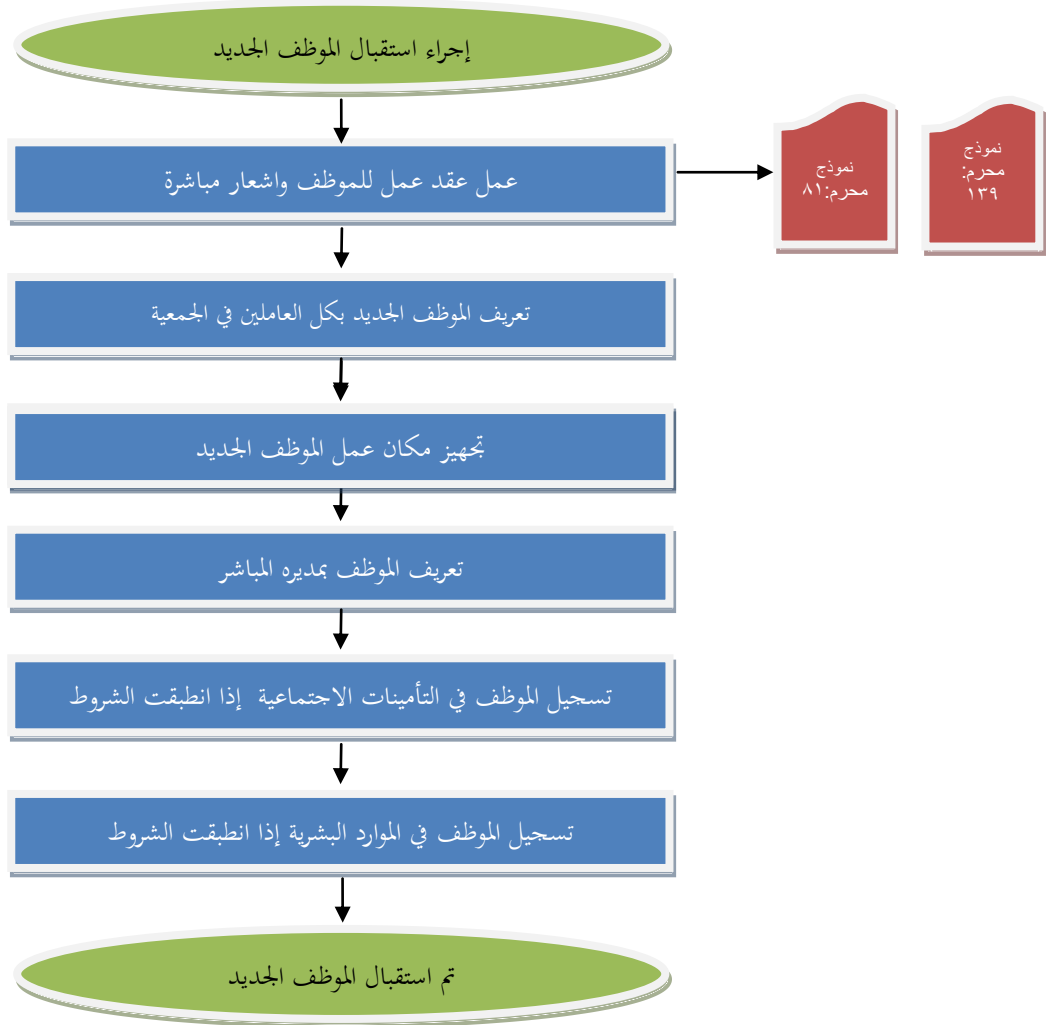 إجراء استقبال الموظف الجديد
عمل عقد عمل للموظف واشعار مباشرة
نموذج
محرم:٨١
نموذج
محرم:
١٣٩
تعريف الموظف الجديد بكل العاملين في الجمعية
تجهيز مكان عمل الموظف الجديد
تعريف الموظف بمديره المباشر
تسجيل الموظف في التأمينات الاجتماعية إذا انطبقت الشروط
تسجيل الموظف في الموارد البشرية إذا انطبقت الشروط
تم استقبال الموظف الجديد